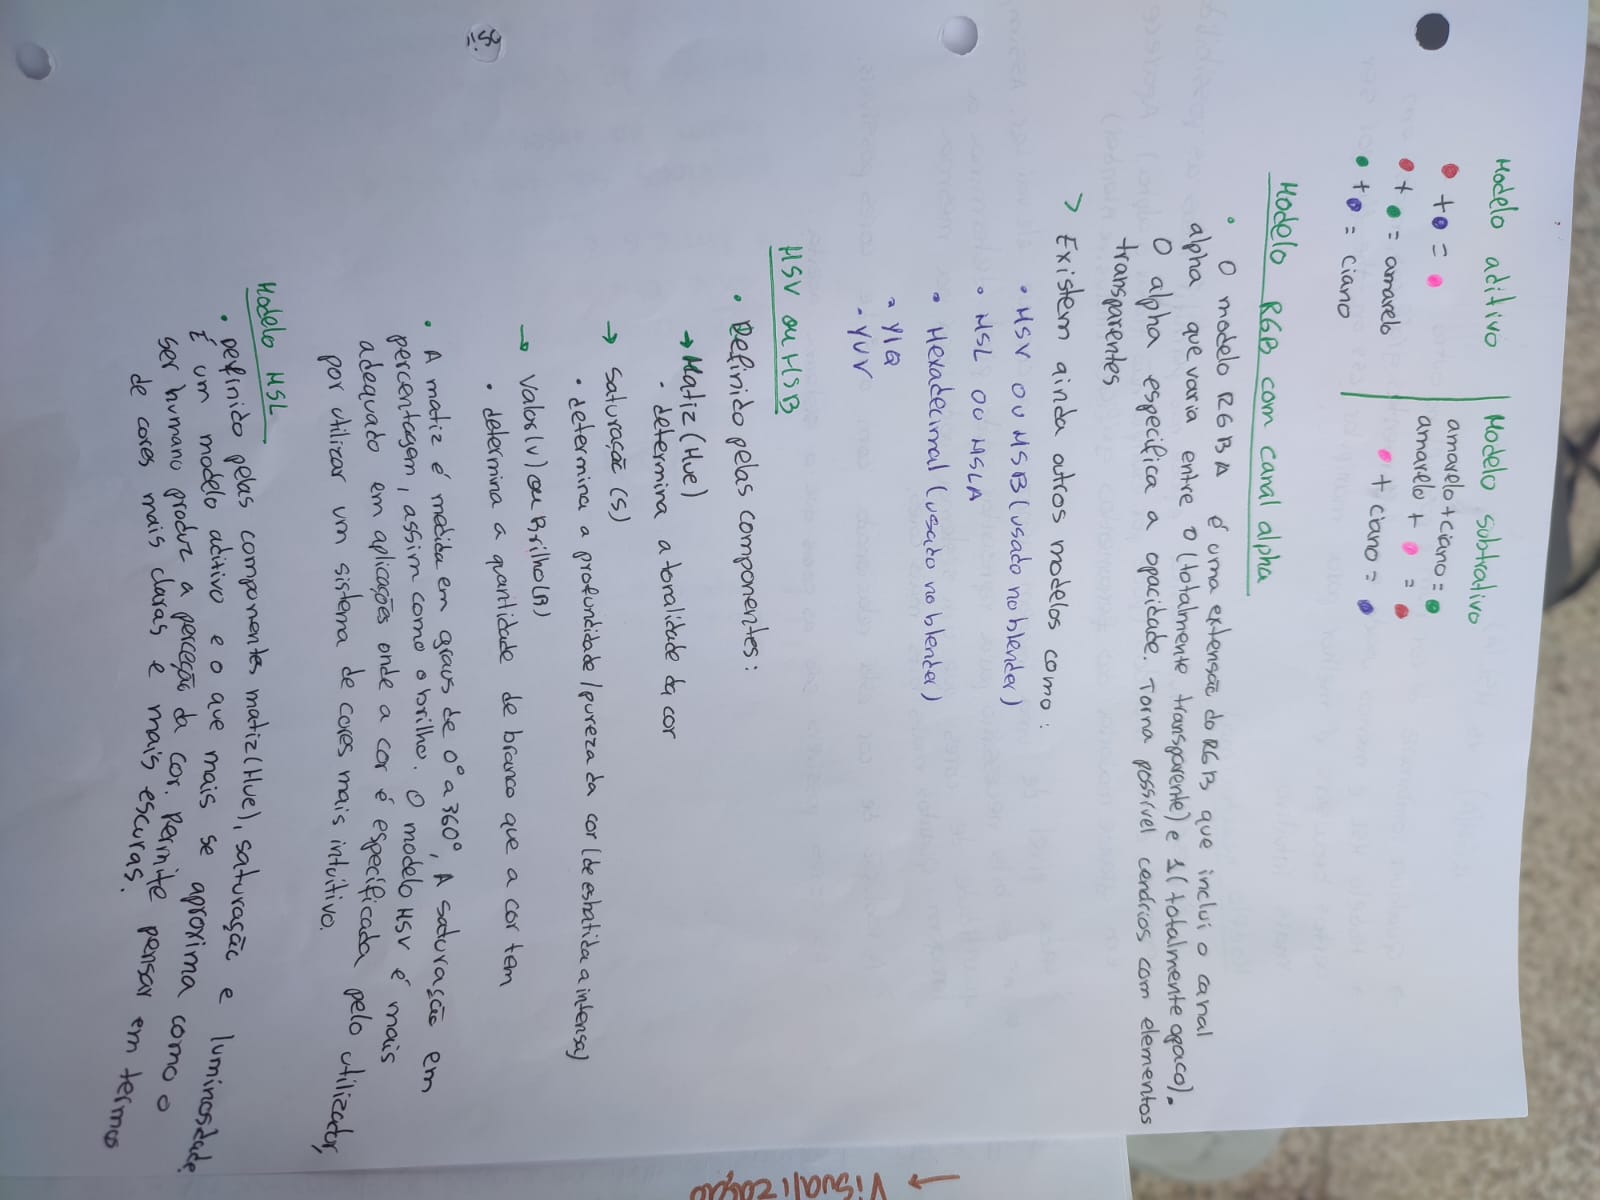 Modelo aditivo | Modelo subtrativo
+ = 
+ = amarelo
+ = ciano
amarelo + ciano =
amarelo + =
+ ciano =
Modelo RGB com canal alpha
• O modelo RGBA é uma extensão do RGB que inclui o canal
alpha que varia entre 0 (totalmente transparente) e 1 (totalmente opaco).
O alpha especifica a opacidade. Torna possível cenários com elementos
transparentes
> Existem ainda outros modelos como:
• HSV OU HSB (usado no blender)
• HSL OU HSLA
• Hexadecimal (usado no blender)
• YIQ
• YUV
HSV ou HSB
• Definido pelas componentes:
→ Matiz (Hue)
• determina a tonalidade da cor
→ Saturação (S)
• determina a profundidade/pureza da cor (de esbatida a intensa)
→ Valor (V) ou Brilho (B)
• determina a quantidade de branco que a cor tem
• A matiz é medida em graus de 0° a 360°, A saturação em
percentagem, assim como o brilho. O modelo HSV é mais
adequado em aplicações onde a cor é especificada pelo utilizador,
por utilizar um sistema de cores mais intuitivo.
Modelo HSL
• Definido pelas componentes matiz (Hue), saturação e luminosidade.
É um modelo aditivo e o que mais se aproxima como o
ser humano produz a perceção da cor. Permite pensar em termos
de cores mais claras e mais escuras.
→ Visualização